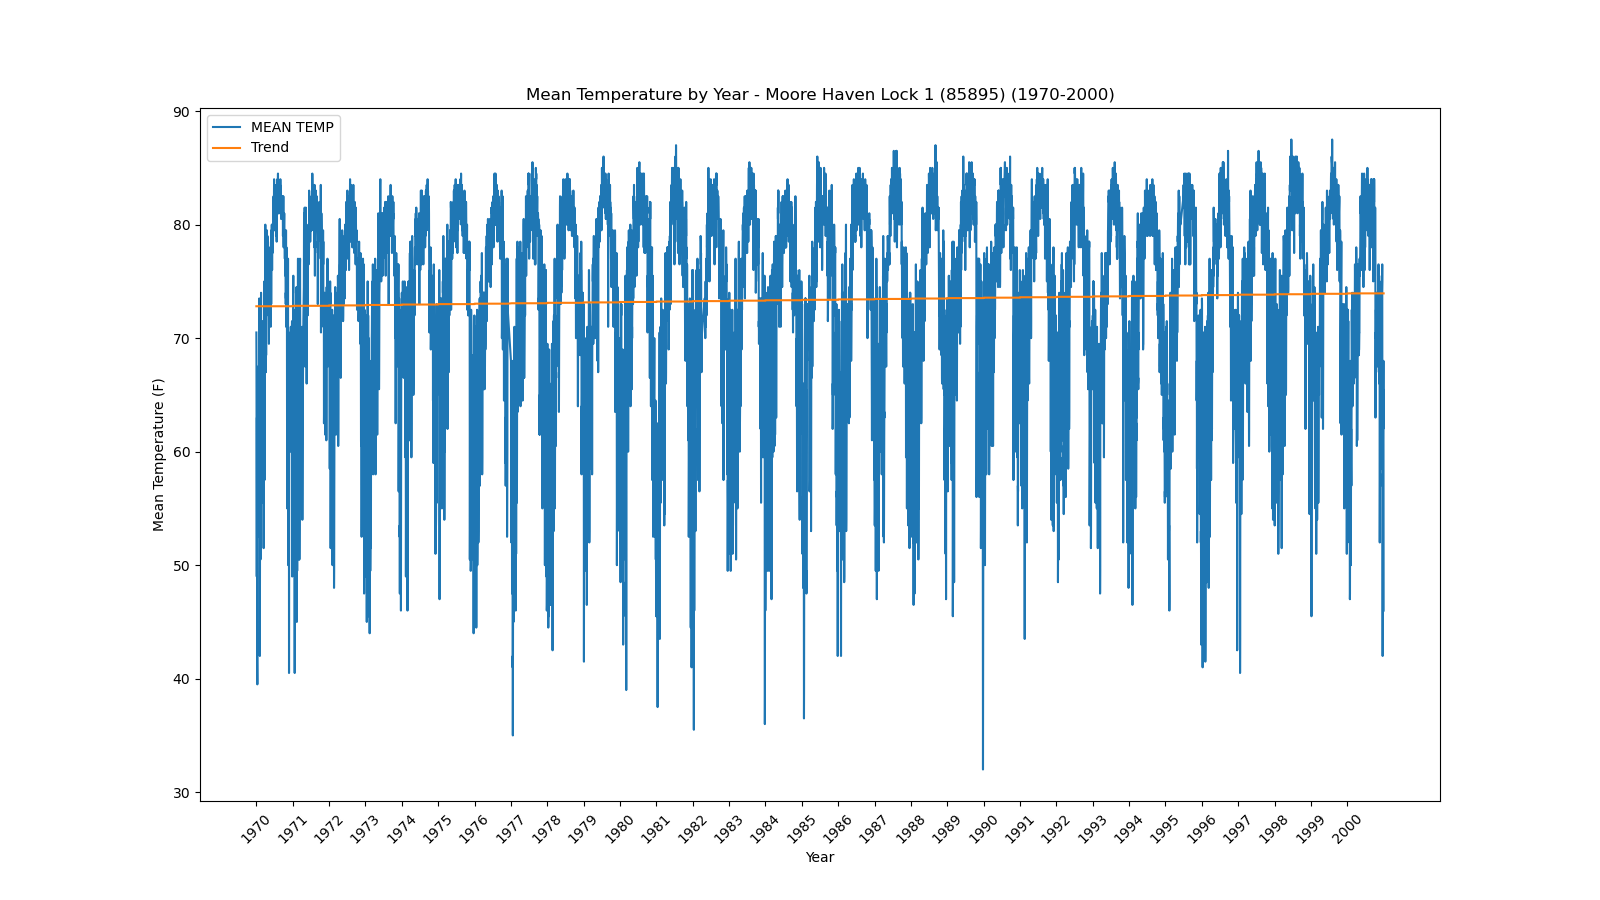 Mean Temperature by Year - Moore Haven Lock 1 (85895) (1970-2000)
MEAN TEMP
Trend
90
80
70
60
50
40
30
Mean Temperature (F)
1970 1971 1972 1973 1974 1975 1976 1977 1978 1979 1980 1981 1982 1983 1984 1985 1986 1987 1988 1989 1990 1991 1992 1993 1994 1995 1996 1997 1998 1999 2000
Year